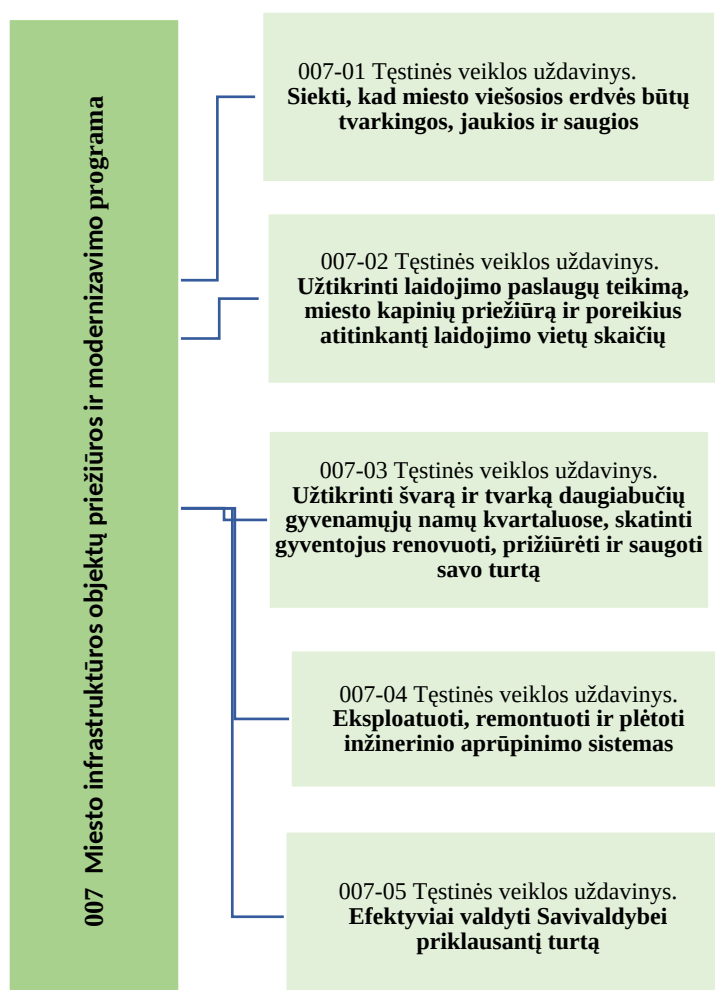 007 Miesto infrastruktūros objektų priežiūros ir modernizavimo programa
007-01 Tęstinės veiklos uždavinys.
Siekti, kad miesto viešosios erdvės būtų
tvarkingos, jaukios ir saugios
007-02 Tęstinės veiklos uždavinys.
Užtikrinti laidojimo paslaugų teikimą,
miesto kapinių priežiūrą ir poreikius
atitinkantį laidojimo vietų skaičių
007-03 Tęstinės veiklos uždavinys.
Užtikrinti švarą ir tvarką daugiabučių
gyvenamųjų namų kvartaluose, skatinti
gyventojus renovuoti, prižiūrėti ir saugoti
savo turtą
007-04 Tęstinės veiklos uždavinys.
Eksploatuoti, remontuoti ir plėtoti
inžinerinio aprūpinimo sistemas
007-05 Tęstinės veiklos uždavinys.
Efektyviai valdyti Savivaldybei
priklausantį turtą